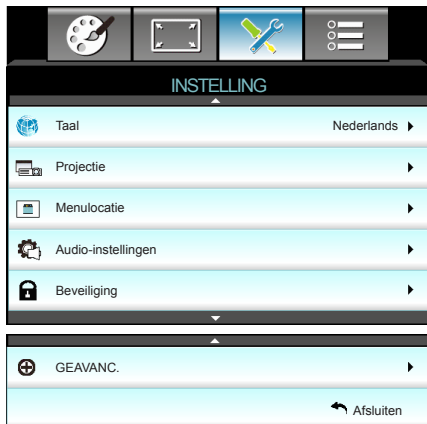 INSTELLING
Taal Nederlands
Projectie
Menulocatie
Audio-instellingen
Beveiliging
GEAVANC.
Afsluiten